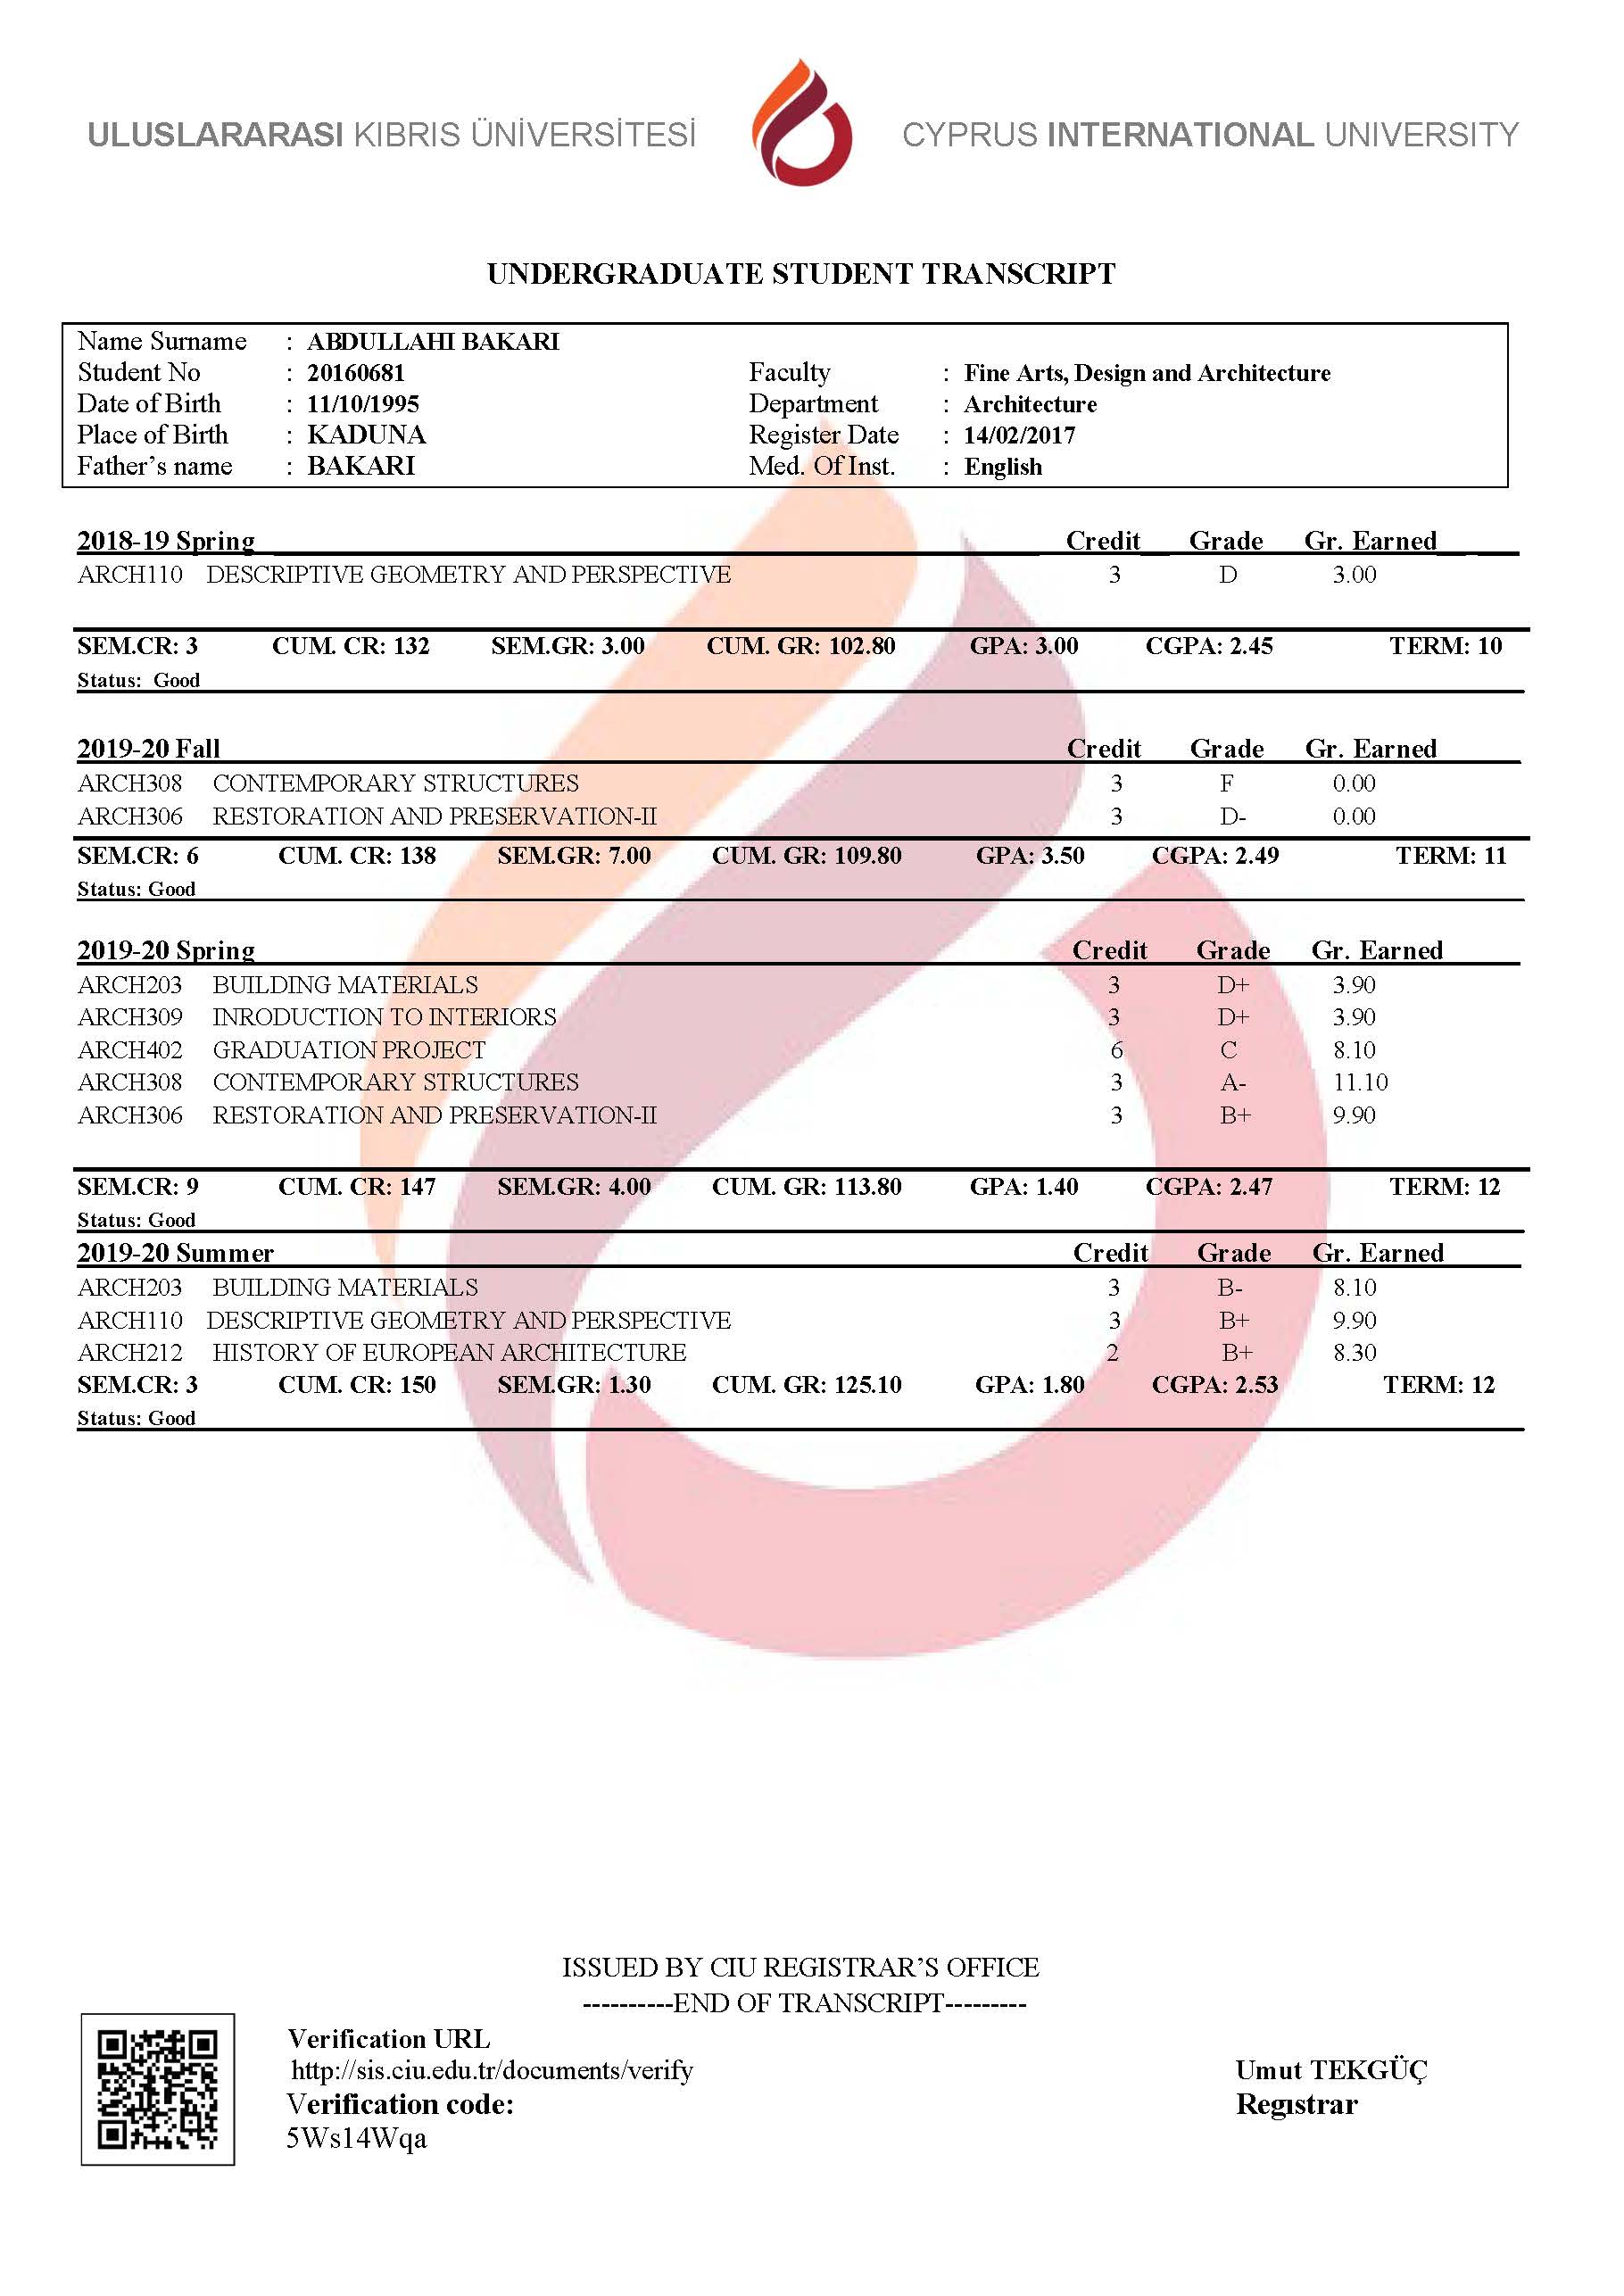 ULUSLARARASI KIBRIS ÜNİVERSİTESİ CYPRUS INTERNATIONAL UNIVERSITY
UNDERGRADUATE STUDENT TRANSCRIPT
Name Surname : ABDULLAHI BAKARI
Student No : 20160681 Faculty : Fine Arts, Design and Architecture
Date of Birth : 11/10/1995 Department : Architecture
Place of Birth : KADUNA Register Date : 14/02/2017
Father’s name : BAKARI Med. Of Inst. : English
2018-19 Spring Credit Grade Gr. Earned
ARCH110 DESCRIPTIVE GEOMETRY AND PERSPECTIVE 3 D 3.00
SEM.CR: 3 CUM. CR: 132 SEM.GR: 3.00 CUM. GR: 102.80 GPA: 3.00 CGPA: 2.45 TERM: 10
Status: Good
2019-20 Fall Credit Grade Gr. Earned
ARCH308 CONTEMPORARY STRUCTURES 3 F 0.00
ARCH306 RESTORATION AND PRESERVATION-II 3 D- 0.00
SEM.CR: 6 CUM. CR: 138 SEM.GR: 7.00 CUM. GR: 109.80 GPA: 3.50 CGPA: 2.49 TERM: 11
Status: Good
2019-20 Spring Credit Grade Gr. Earned
ARCH203 BUILDING MATERIALS 3 D+ 3.90
ARCH309 INRODUCTION TO INTERIORS 3 D+ 3.90
ARCH402 GRADUATION PROJECT 6 C 8.10
ARCH308 CONTEMPORARY STRUCTURES 3 A- 11.10
ARCH306 RESTORATION AND PRESERVATION-II 3 B+ 9.90
SEM.CR: 9 CUM. CR: 147 SEM.GR: 4.00 CUM. GR: 113.80 GPA: 1.40 CGPA: 2.47 TERM: 12
Status: Good
2019-20 Summer Credit Grade Gr. Earned
ARCH203 BUILDING MATERIALS 3 B- 8.10
ARCH110 DESCRIPTIVE GEOMETRY AND PERSPECTIVE 3 B+ 9.90
ARCH212 HISTORY OF EUROPEAN ARCHITECTURE 2 B+ 8.30
SEM.CR: 3 CUM. CR: 150 SEM.GR: 1.30 CUM. GR: 125.10 GPA: 1.80 CGPA: 2.53 TERM: 12
Status: Good
ISSUED BY CIU REGISTRAR’S OFFICE
----------END OF TRANSCRIPT---------
Verification URL
http://sis.ciu.edu.tr/documents/verify Umut TEKGÜÇ
Verification code: Regıstrar
5Ws14Wqa